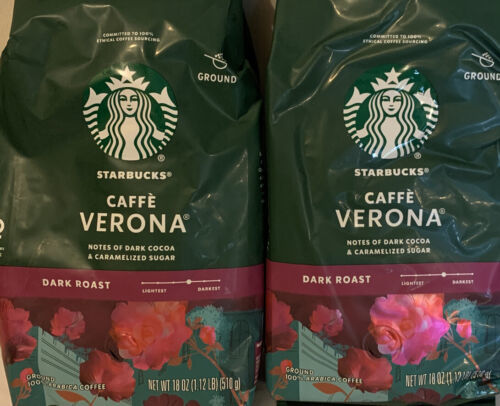 COMMITTED TO 100%
ETHICAL COFFEE SOURCING
GROUND
STARBUCKS®
CAFFÈ
VERONA®
NOTES OF DARK COCOA
& CARAMELIZED SUGAR
DARK ROAST
LIGHTEST DARKEST
GROUND
100% ARABICA COFFEE
NET WT 18 OZ (1.12 LB) (510 g)
COMMITTED TO 100%
ETHICAL COFFEE SOURCING
GROUND
STARBUCKS®
CAFFÈ
VERONA®
NOTES OF DARK COCOA
& CARAMELIZED SUGAR
DARK ROAST
LIGHTEST DARKEST
GROUND
100% ARABICA COFFEE
NET WT 18 OZ (1.12 LB) (510 g)